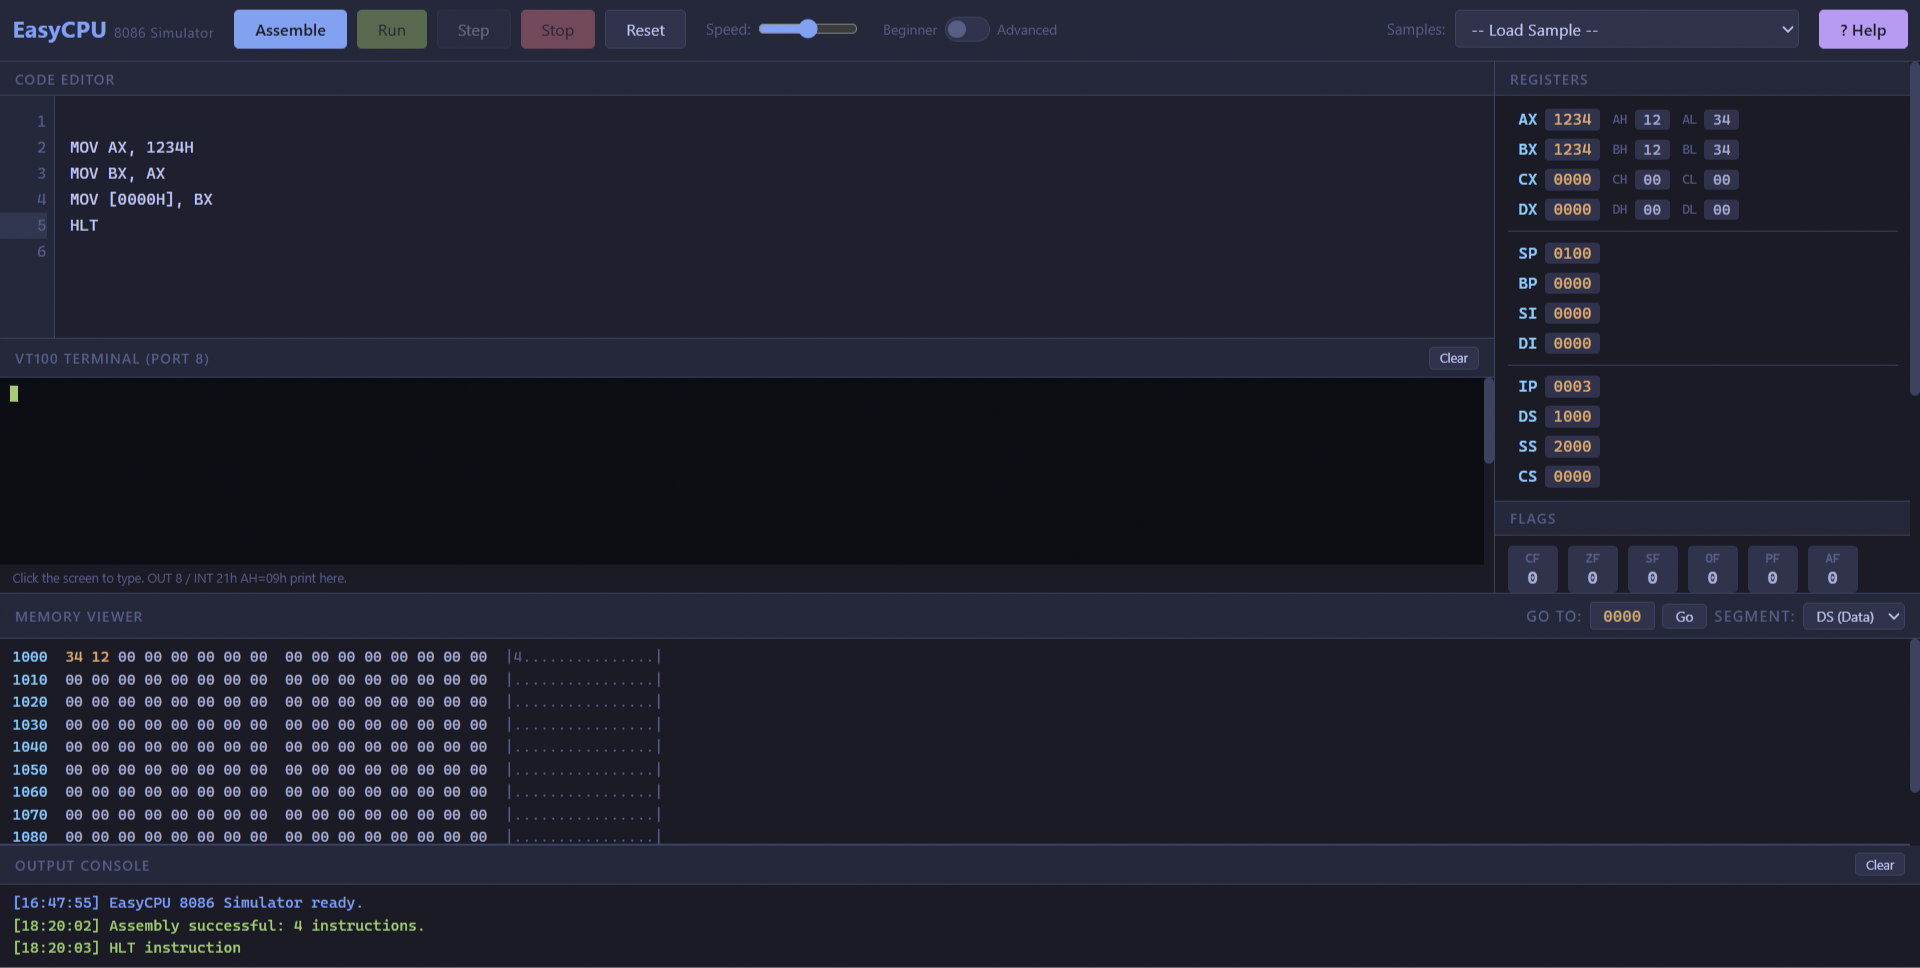 EasyCPU 8086 Simulator Assemble Run Step Stop Reset Speed: Beginner Advanced Samples: -- Load Sample -- ? Help
CODE EDITOR
1
2 MOV AX, 1234H
3 MOV BX, AX
4 MOV [0000H], BX
5 HLT
6
VT100 TERMINAL (PORT 8) Clear
Click the screen to type. OUT 8 / INT 21h AH=09h print here.
REGISTERS
AX 1234 AH 12 AL 34
BX 1234 BH 12 BL 34
CX 0000 CH 00 CL 00
DX 0000 DH 00 DL 00
SP 0100
BP 0000
SI 0000
DI 0000
IP 0003
DS 1000
SS 2000
CS 0000
FLAGS
CF ZF SF OF PF AF
0 0 0 0 0 0
MEMORY VIEWER GO TO: 0000 Go SEGMENT: DS (Data)
1000 34 12 00 00 00 00 00 00 00 00 00 00 00 00 00 00 |4...............|
1010 00 00 00 00 00 00 00 00 00 00 00 00 00 00 00 00 |................|
1020 00 00 00 00 00 00 00 00 00 00 00 00 00 00 00 00 |................|
1030 00 00 00 00 00 00 00 00 00 00 00 00 00 00 00 00 |................|
1040 00 00 00 00 00 00 00 00 00 00 00 00 00 00 00 00 |................|
1050 00 00 00 00 00 00 00 00 00 00 00 00 00 00 00 00 |................|
1060 00 00 00 00 00 00 00 00 00 00 00 00 00 00 00 00 |................|
1070 00 00 00 00 00 00 00 00 00 00 00 00 00 00 00 00 |................|
1080 00 00 00 00 00 00 00 00 00 00 00 00 00 00 00 00 |................|
OUTPUT CONSOLE Clear
[16:47:55] EasyCPU 8086 Simulator ready.
[18:20:02] Assembly successful: 4 instructions.
[18:20:03] HLT instruction